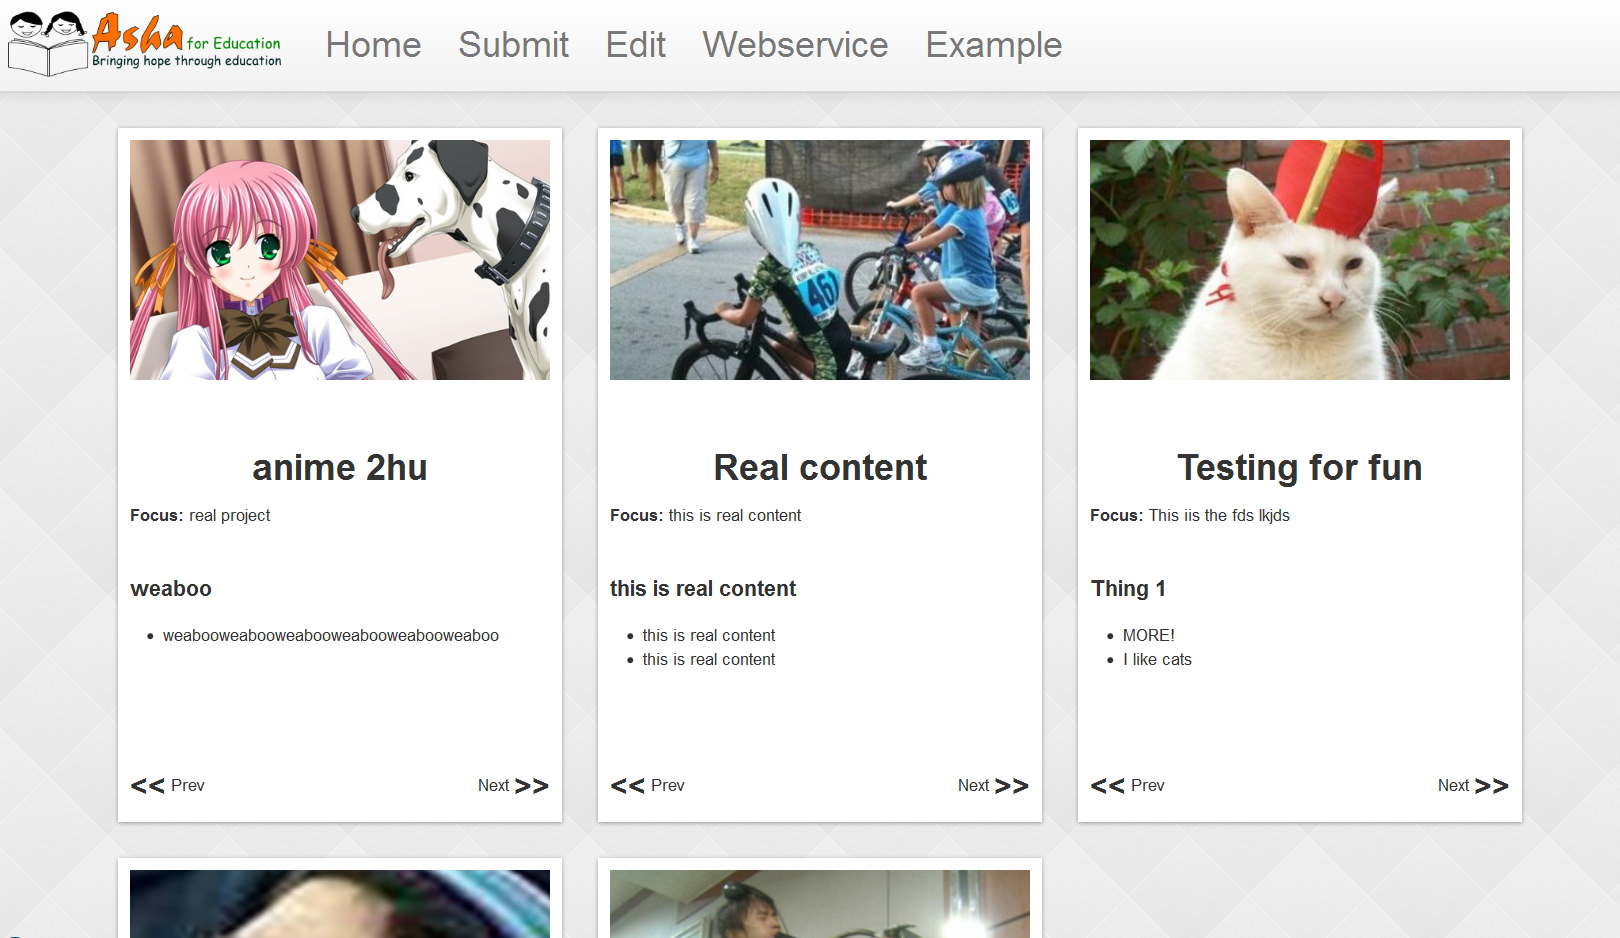 Asha for Education
Bringing hope through education
Home Submit Edit Webservice Example
461
anime 2hu
Focus: real project
weaboo
• weabooweabooweabooweabooweabooweaboo
<< Prev Next >>
Real content
Focus: this is real content
this is real content
• this is real content
• this is real content
<< Prev Next >>
Testing for fun
Focus: This iis the fds lkjds
Thing 1
• MORE!
• I like cats
<< Prev Next >>